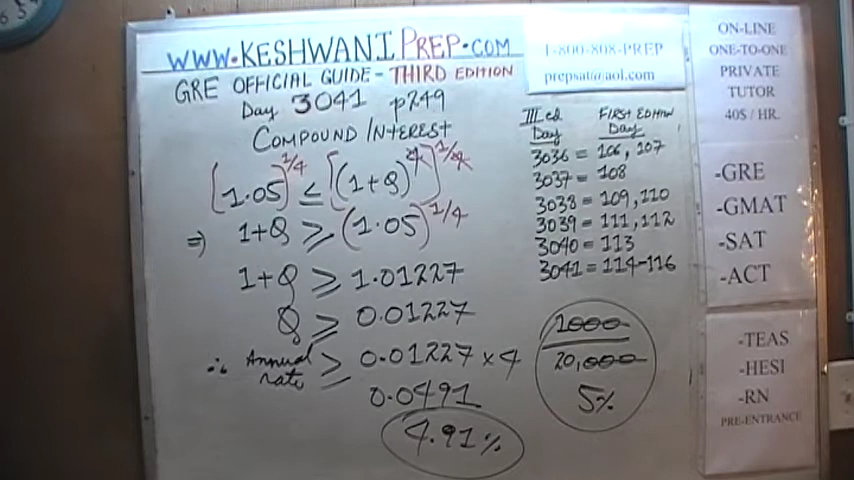 WWW.KESHWANIPREP.COM
GRE OFFICIAL GUIDE - THIRD EDITION
Day 3041 p249
COMPOUND INTEREST
(1.05)^1/4 ≤ [(1+Q)^4]^1/4
⇒ 1+Q ≥ (1.05)^1/4
1+Q ≥ 1.01227
Q ≥ 0.01227
∴ Annual rate ≥ 0.01227 x 4
0.0491
4.91%
1-800-808-PREP
prepsat@aol.com
III ed FIRST EDITION
Day Day
3036 = 106, 107
3037 = 108
3038 = 109, 110
3039 = 111, 112
3040 = 113
3041 = 114-116
1000
20,000
5%
ON-LINE
ONE-TO-ONE
PRIVATE
TUTOR
40$ / HR.
-GRE
-GMAT
-SAT
-ACT
-TEAS
-HESI
-RN
PRE-ENTRANCE